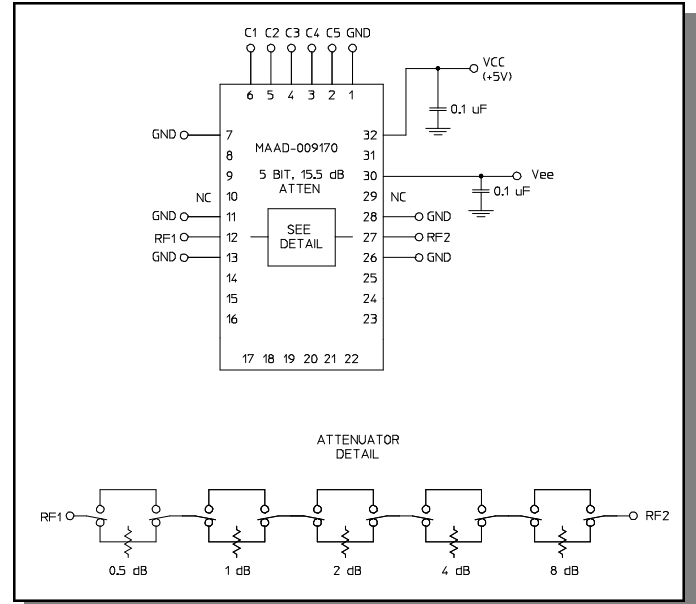 C1 C2 C3 C4 C5 GND
VCC
(+5V)
6 5 4 3 2 1
0.1 uF
GND 7 32
MAAD-009170
8 31
5 BIT, 15.5 dB
ATTEN
9 30 Vee
0.1 uF
NC 10 29 NC
GND 11 28 GND
SEE
DETAIL
RF1 12 27 RF2
GND 13 26 GND
14 25
15 24
16 23
17 18 19 20 21 22
ATTENUATOR
DETAIL
RF1 RF2
0.5 dB 1 dB 2 dB 4 dB 8 dB